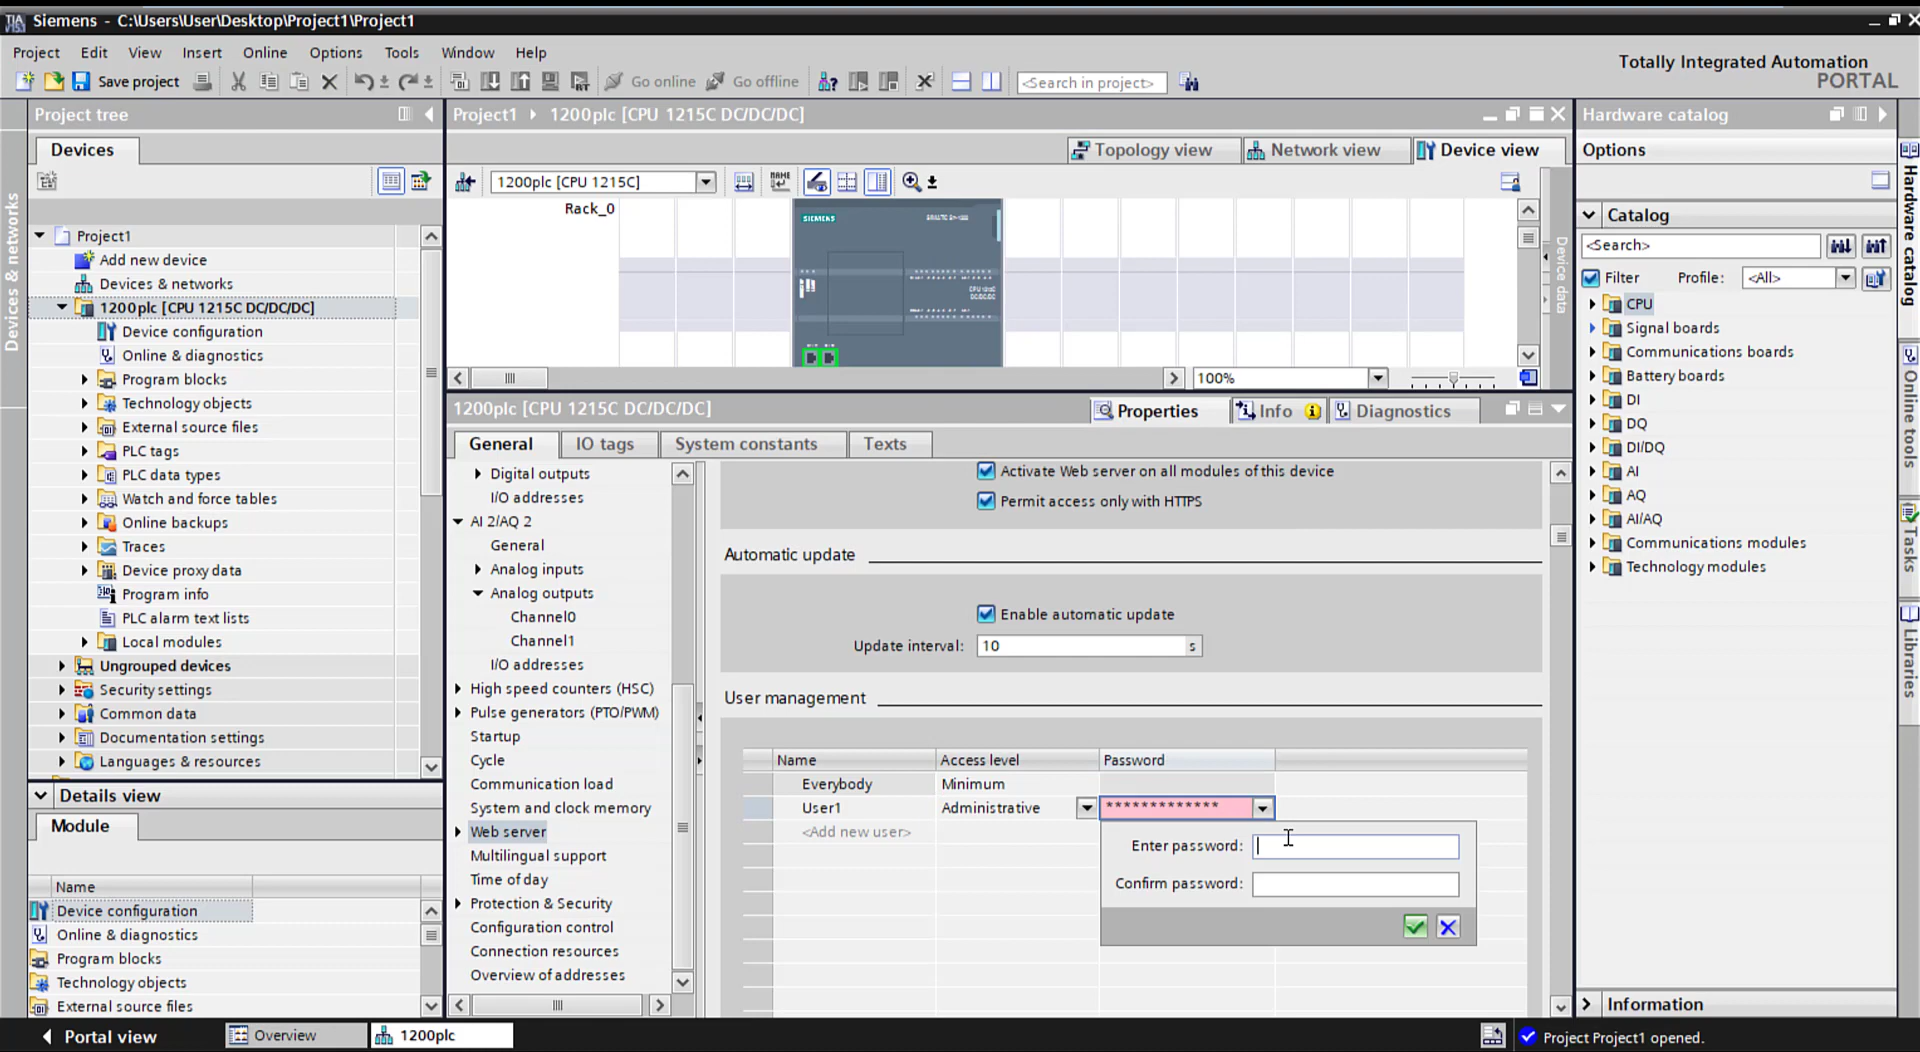 Siemens - C:\Users\User\Desktop\Project1\Project1
Project Edit View Insert Online Options Tools Window Help
Totally Integrated Automation
PORTAL
Save project
Go online
Go offline
<Search in project>
Project tree
Devices
Devices & networks
Project1
Add new device
Devices & networks
1200plc [CPU 1215C DC/DC/DC]
Device configuration
Online & diagnostics
Program blocks
Technology objects
External source files
PLC tags
PLC data types
Watch and force tables
Online backups
Traces
Device proxy data
Program info
PLC alarm text lists
Local modules
Ungrouped devices
Security settings
Common data
Documentation settings
Languages & resources
Details view
Module
Name
Device configuration
Online & diagnostics
Program blocks
Technology objects
External source files
Project1 1200plc [CPU 1215C DC/DC/DC]
Topology view
Network view
Device view
1200plc [CPU 1215C]
Rack_0
SIEMENS
Device data
100%
1200plc [CPU 1215C DC/DC/DC]
Properties
Info
Diagnostics
General
IO tags
System constants
Texts
Digital outputs
I/O addresses
AI 2/AQ 2
General
Analog inputs
Analog outputs
Channel0
Channel1
I/O addresses
High speed counters (HSC)
Pulse generators (PTO/PWM)
Startup
Cycle
Communication load
System and clock memory
Web server
Multilingual support
Time of day
Protection & Security
Configuration control
Connection resources
Overview of addresses
Activate Web server on all modules of this device
Permit access only with HTTPS
Automatic update
Enable automatic update
Update interval: 10 s
User management
Name Access level Password
Everybody Minimum
User1 Administrative *************
<Add new user>
Enter password:
Confirm password:
Hardware catalog
Options
Catalog
<Search>
Filter Profile: <All>
CPU
Signal boards
Communications boards
Battery boards
DI
DQ
DI/DQ
AI
AQ
AI/AQ
Communications modules
Technology modules
Information
Hardware catalog
Online tools
Tasks
Libraries
Portal view
Overview
1200plc
Project Project1 opened.